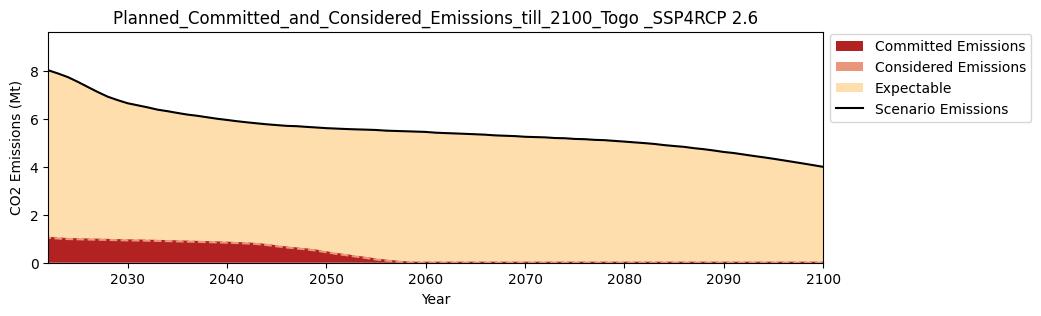 Planned_Committed_and_Considered_Emissions_till_2100_Togo _SSP4RCP 2.6
Committed Emissions
Considered Emissions
Expectable
Scenario Emissions
CO2 Emissions (Mt)
8
6
4
2
0
2030 2040 2050 2060 2070 2080 2090 2100
Year